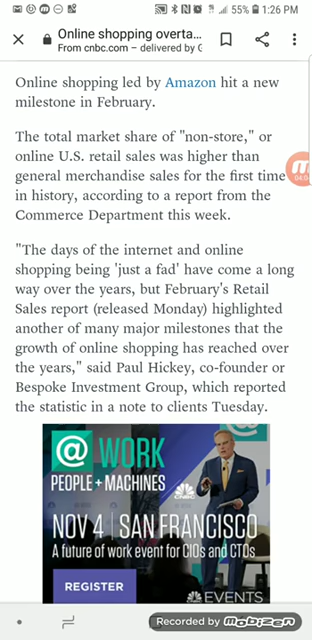 55% 1:26 PM
Online shopping overta...
From cnbc.com – delivered by G
Online shopping led by Amazon hit a new
milestone in February.
The total market share of "non-store," or
online U.S. retail sales was higher than
general merchandise sales for the first time
in history, according to a report from the
Commerce Department this week.
"The days of the internet and online
shopping being 'just a fad' have come a long
way over the years, but February's Retail
Sales report (released Monday) highlighted
another of many major milestones that the
growth of online shopping has reached over
the years," said Paul Hickey, co-founder or
Bespoke Investment Group, which reported
the statistic in a note to clients Tuesday.
@ WORK
PEOPLE + MACHINES
CNBC
NOV 4 | SAN FRANCISCO
A future of work event for CIOs and CTOs
REGISTER
CNBC EVENTS
Recorded by mobizen